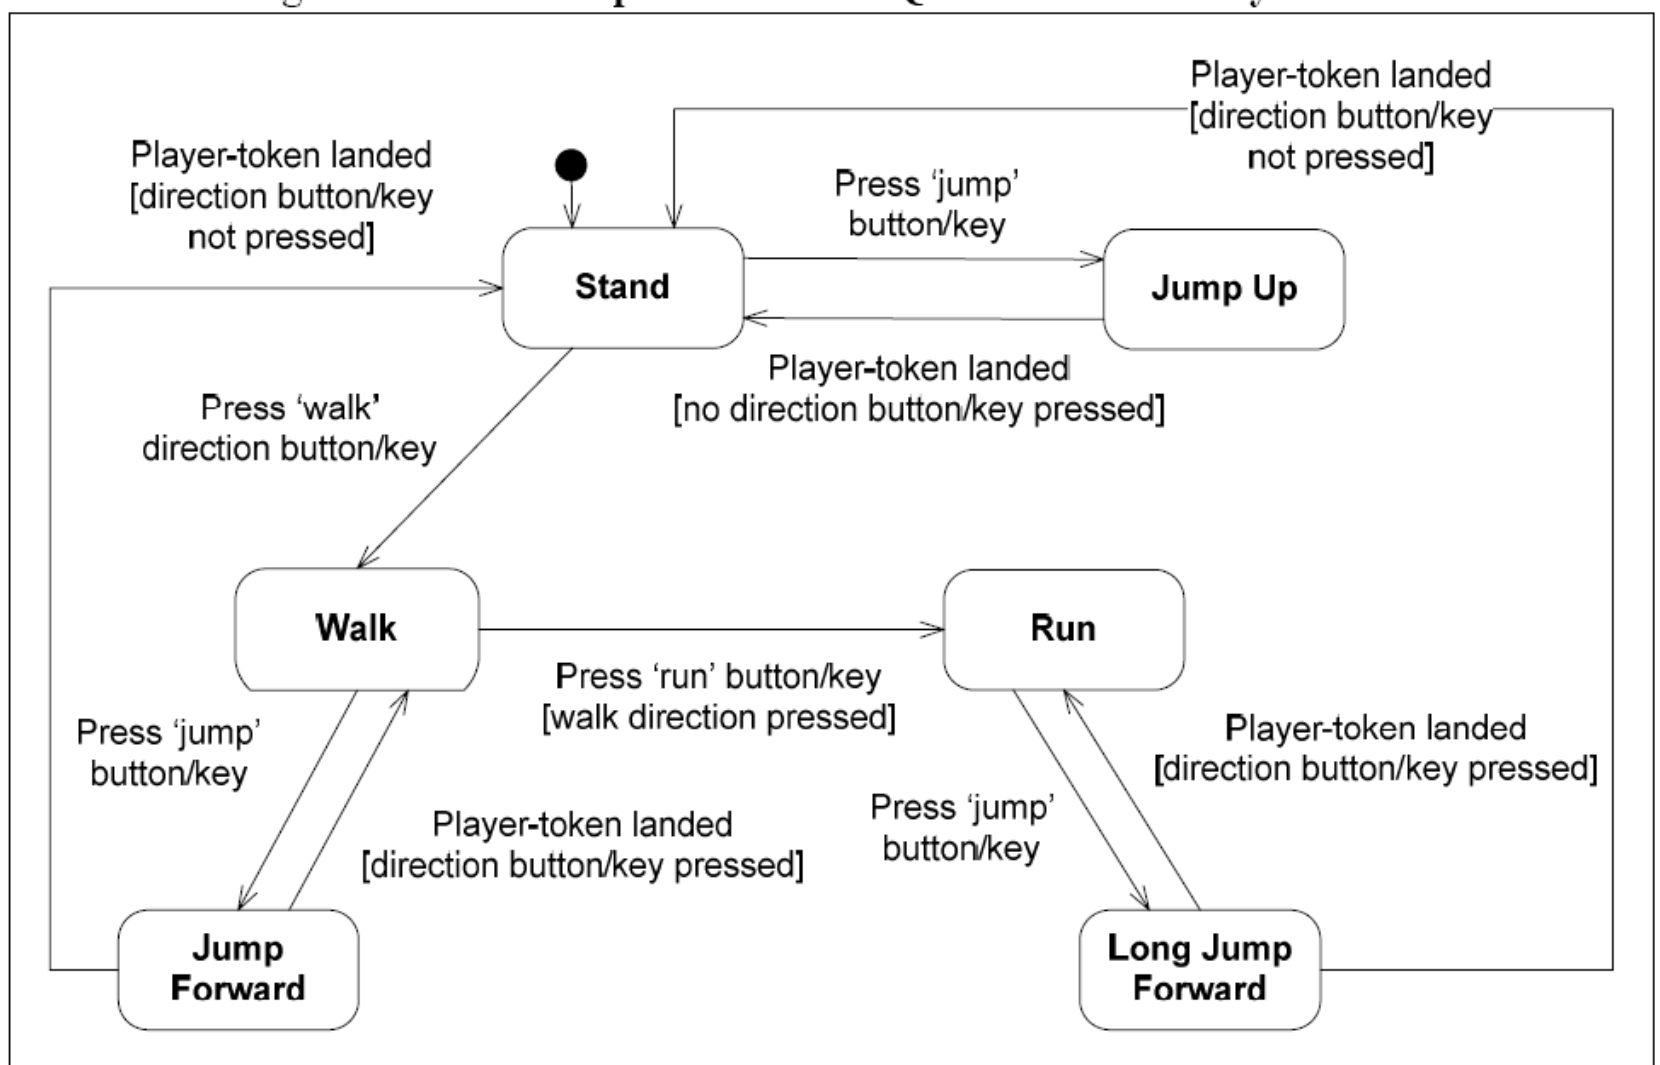 Player-token landed
[direction button/key
not pressed]
Player-token landed
[direction button/key
not pressed]
Press ‘jump’
button/key
Stand
Jump Up
Player-token landed
[no direction button/key pressed]
Press ‘walk’
direction button/key
Walk
Run
Press ‘run’ button/key
[walk direction pressed]
Press ‘jump’
button/key
Player-token landed
[direction button/key pressed]
Player-token landed
[direction button/key pressed]
Press ‘jump’
button/key
Jump
Forward
Long Jump
Forward